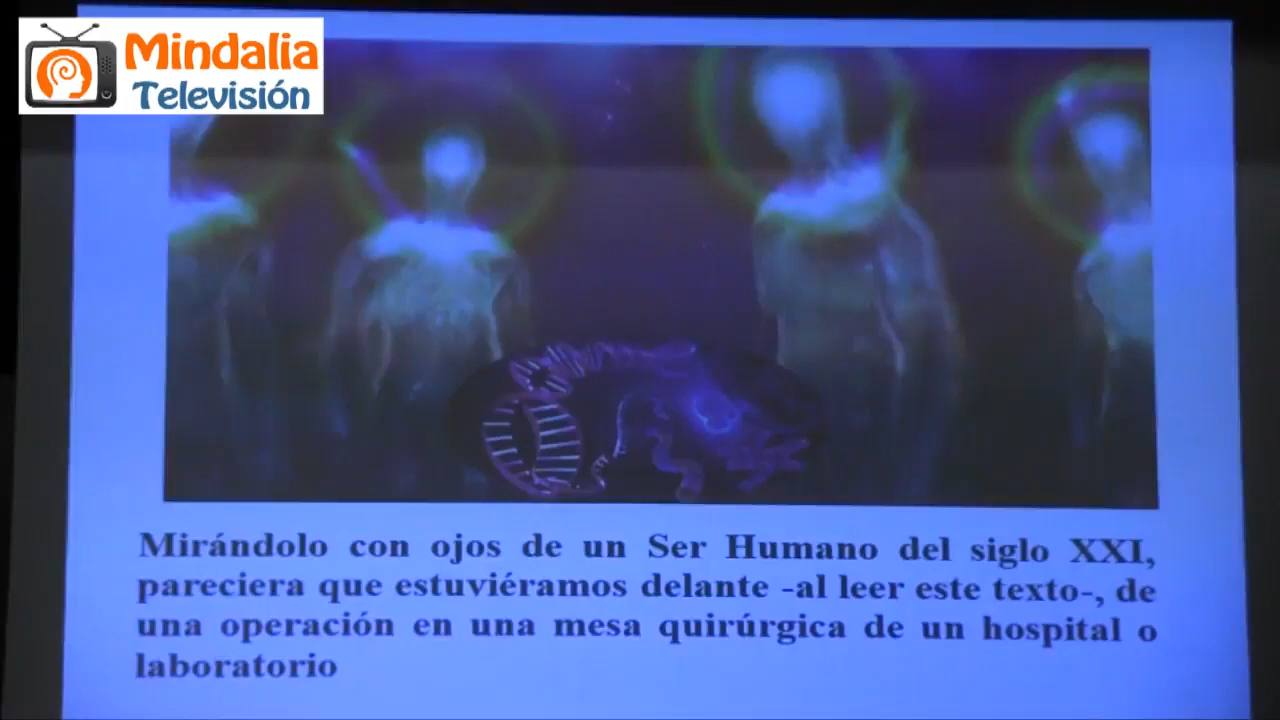 Mindalia
Televisión
Mirándolo con ojos de un Ser Humano del siglo XXI,
pareciera que estuviéramos delante -al leer este texto-, de
una operación en una mesa quirúrgica de un hospital o
laboratorio